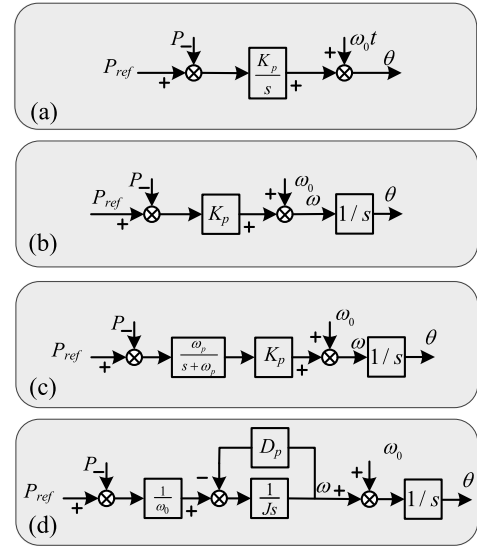 P_ref + P − K_p/s + + ω_0 t θ
(a)
P_ref + P − K_p + + ω_0 ω 1/s θ
(b)
P_ref + P − ω_p/(s+ω_p) K_p + + ω_0 ω 1/s θ
(c)
D_p
P_ref + P − 1/ω_0 + − 1/Js ω + + ω_0 1/s θ
(d)